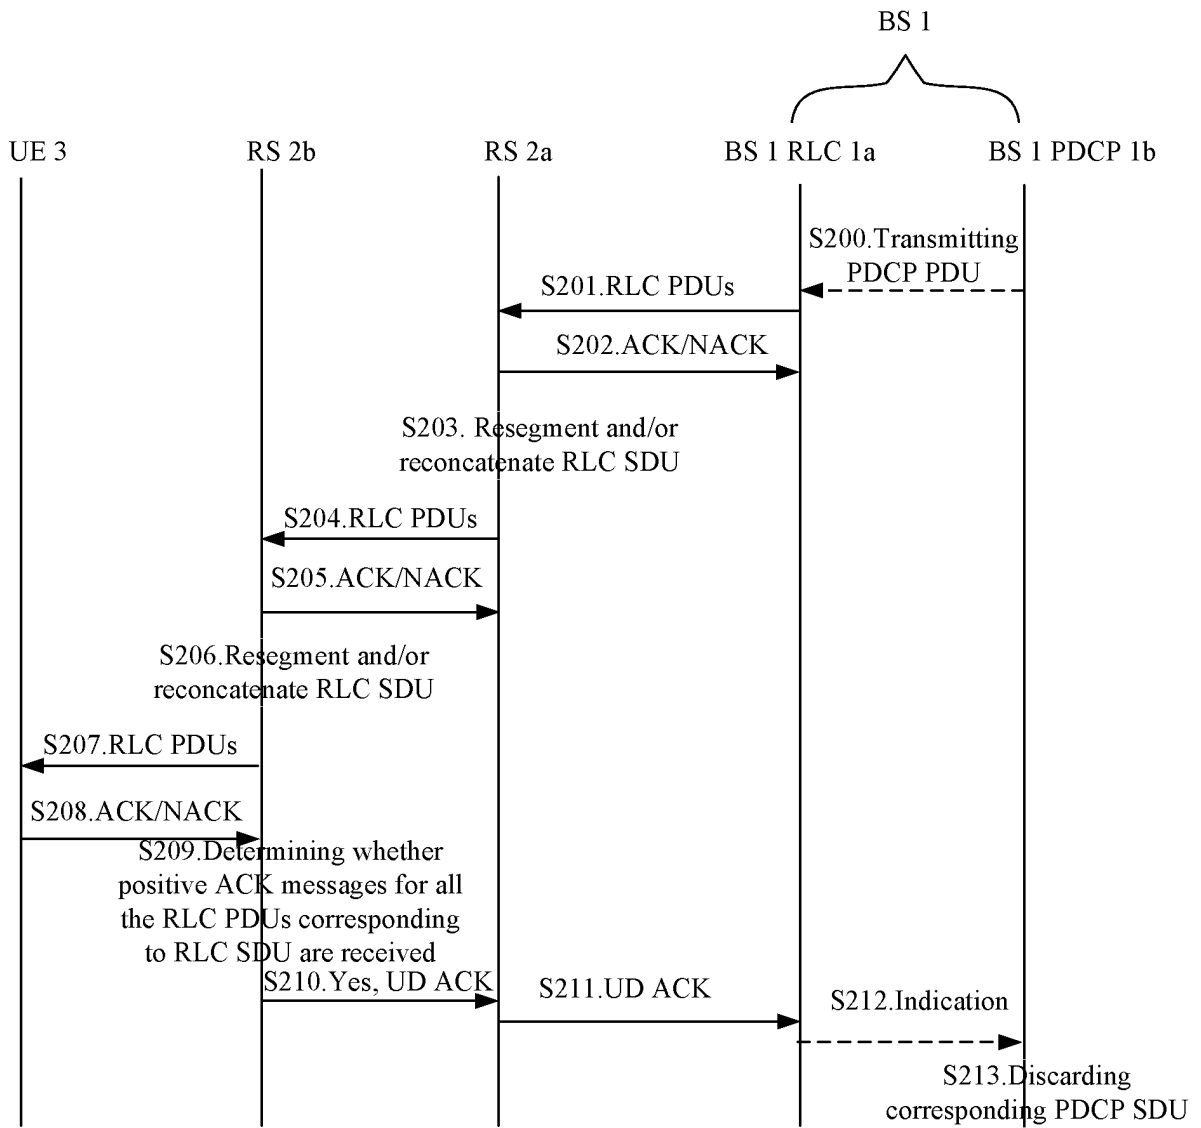 BS 1
UE 3
RS 2b
RS 2a
BS 1 RLC 1a
BS 1 PDCP 1b
S200.Transmitting
PDCP PDU
S201.RLC PDUs
S202.ACK/NACK
S203. Resegment and/or
reconcatenate RLC SDU
S204.RLC PDUs
S205.ACK/NACK
S206.Resegment and/or
reconcatenate RLC SDU
S207.RLC PDUs
S208.ACK/NACK
S209.Determining whether
positive ACK messages for all
the RLC PDUs corresponding
to RLC SDU are received
S210.Yes, UD ACK
S211.UD ACK
S212.Indication
S213.Discarding
corresponding PDCP SDU